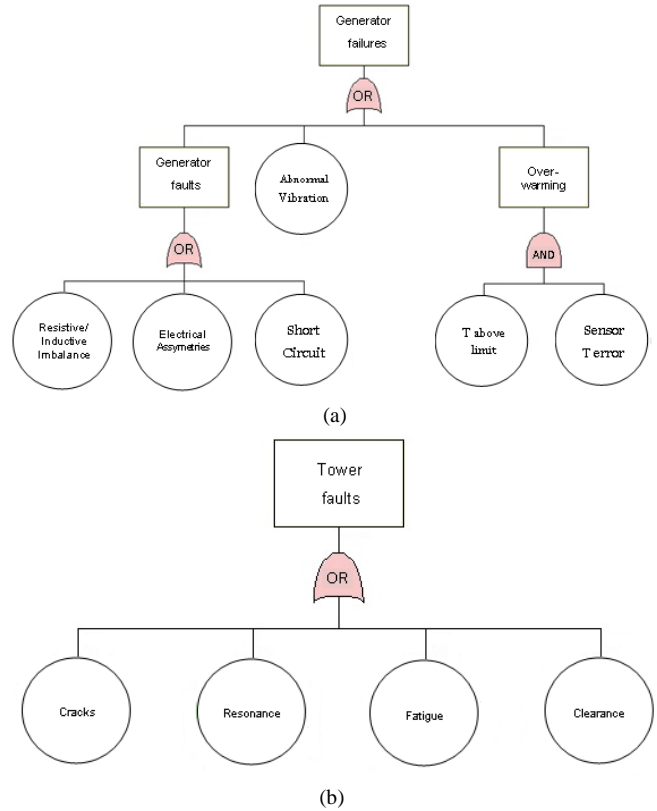 Generator
failures
OR
Generator
faults
Abnormal
Vibration
Over-
warming
OR
AND
Resistive/
Inductive
Imbalance
Electrical
Assymetries
Short
Circuit
T above
limit
Sensor
T error
(a)
Tower
faults
OR
Cracks
Resonance
Fatigue
Clearance
(b)